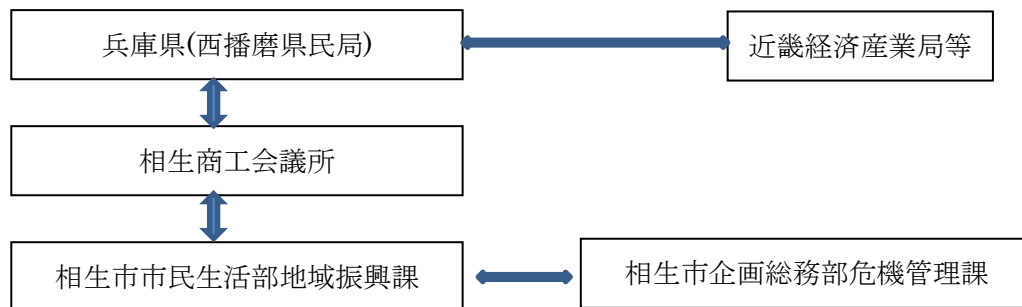 兵庫県(西播磨県民局)
近畿経済産業局等
相生商工会議所
相生市市民生活部地域振興課
相生市企画総務部危機管理課